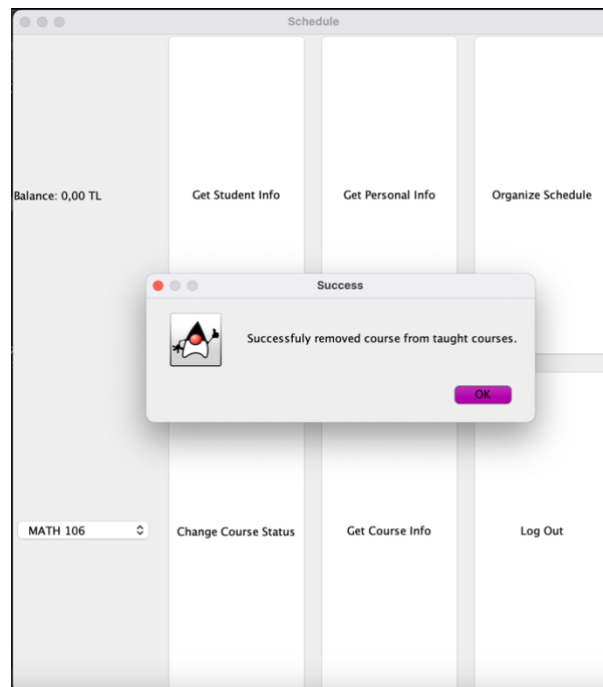 Schedule
Balance: 0,00 TL
Get Student Info
Get Personal Info
Organize Schedule
Success
Successfuly removed course from taught courses.
OK
MATH 106
Change Course Status
Get Course Info
Log Out